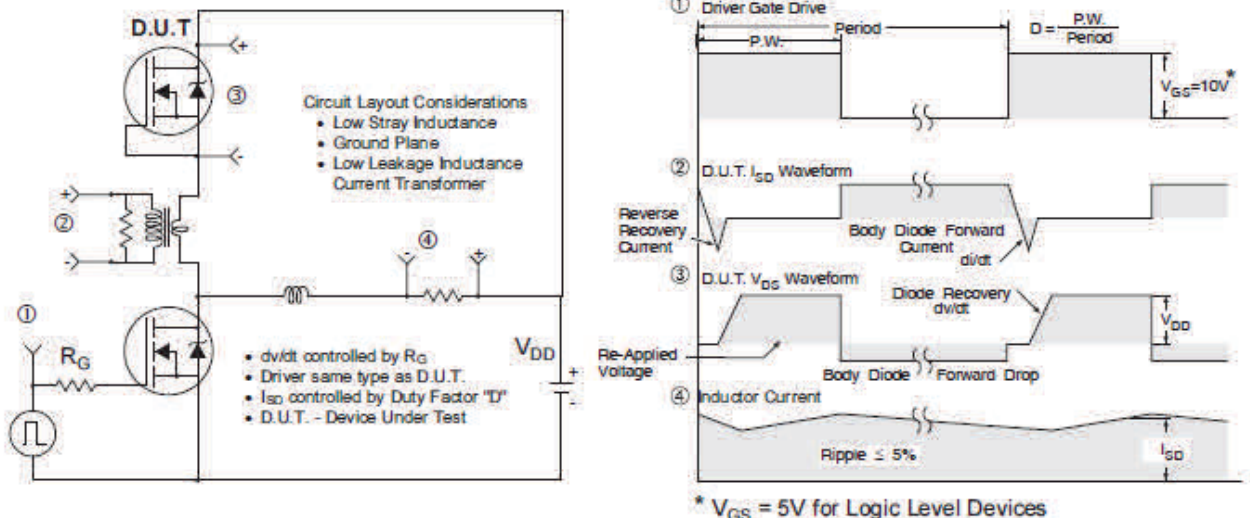 D.U.T
+
③
-
Circuit Layout Considerations
• Low Stray Inductance
• Ground Plane
• Low Leakage Inductance
Current Transformer
+
②
-
④
- +
①
R_G
• dv/dt controlled by R_G
• Driver same type as D.U.T.
• I_SD controlled by Duty Factor "D"
• D.U.T. - Device Under Test
V_DD
+
-
① Driver Gate Drive
P.W.
Period
D = P.W. / Period
V_GS=10V*
② D.U.T. I_SD Waveform
Reverse
Recovery
Current
Body Diode Forward
Current
di/dt
③ D.U.T. V_DS Waveform
Diode Recovery
dv/dt
V_DD
Re-Applied
Voltage
Body Diode Forward Drop
④ Inductor Current
Ripple ≤ 5%
I_SD
* V_GS = 5V for Logic Level Devices